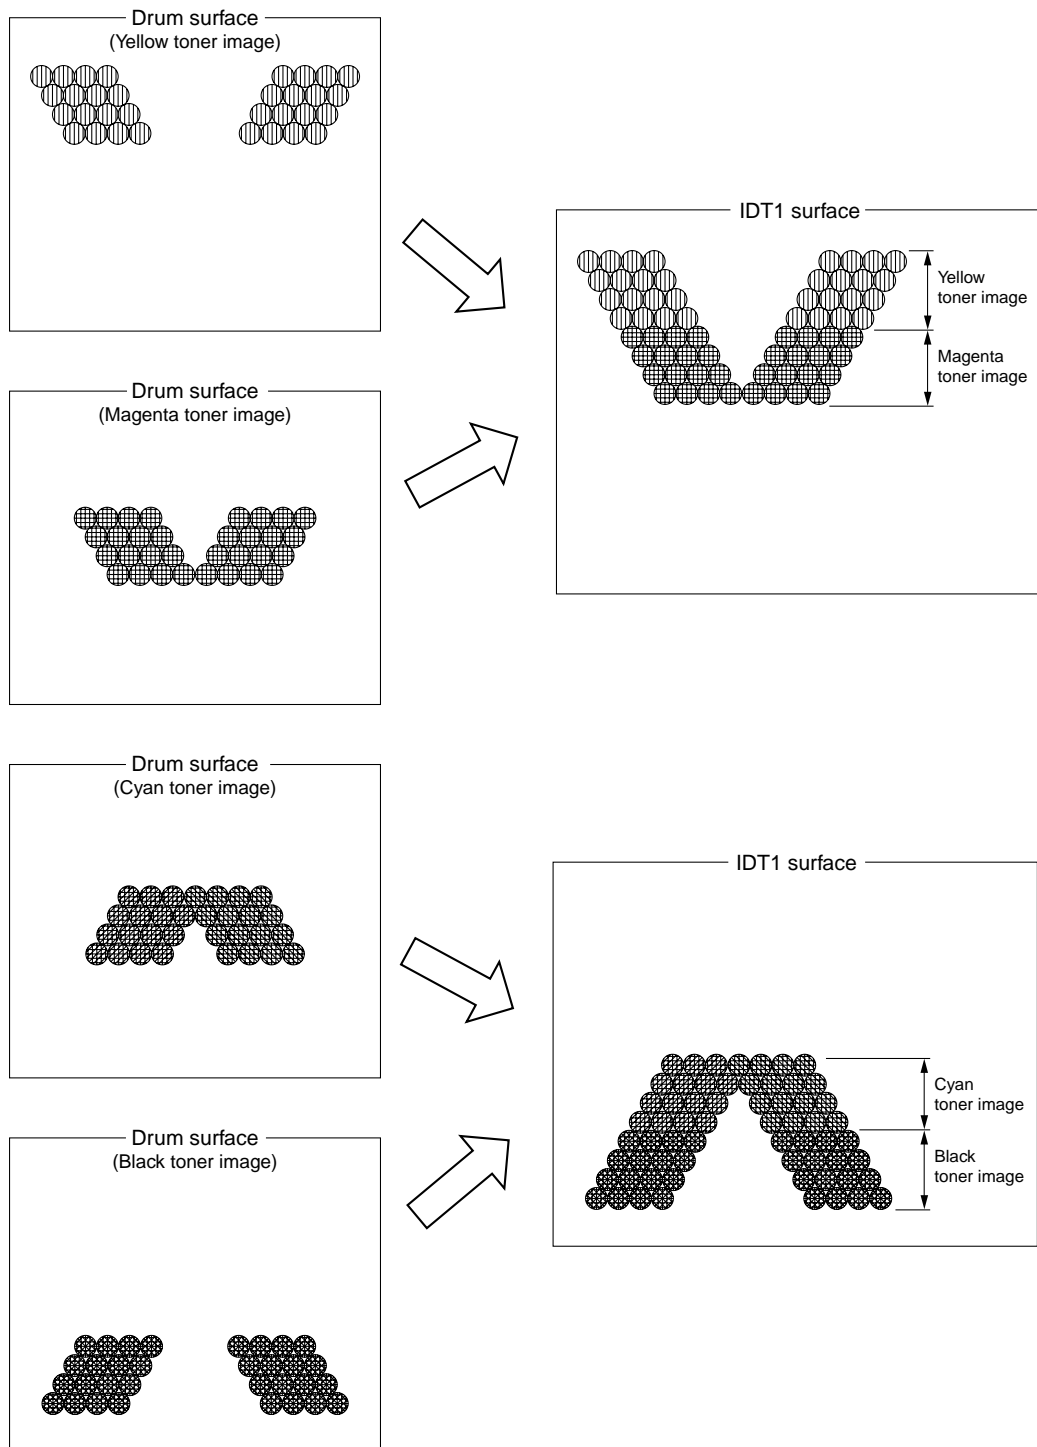 Drum surface
(Yellow toner image)
IDT1 surface
Yellow
toner image
Magenta
toner image
Drum surface
(Magenta toner image)
Drum surface
(Cyan toner image)
IDT1 surface
Cyan
toner image
Black
toner image
Drum surface
(Black toner image)